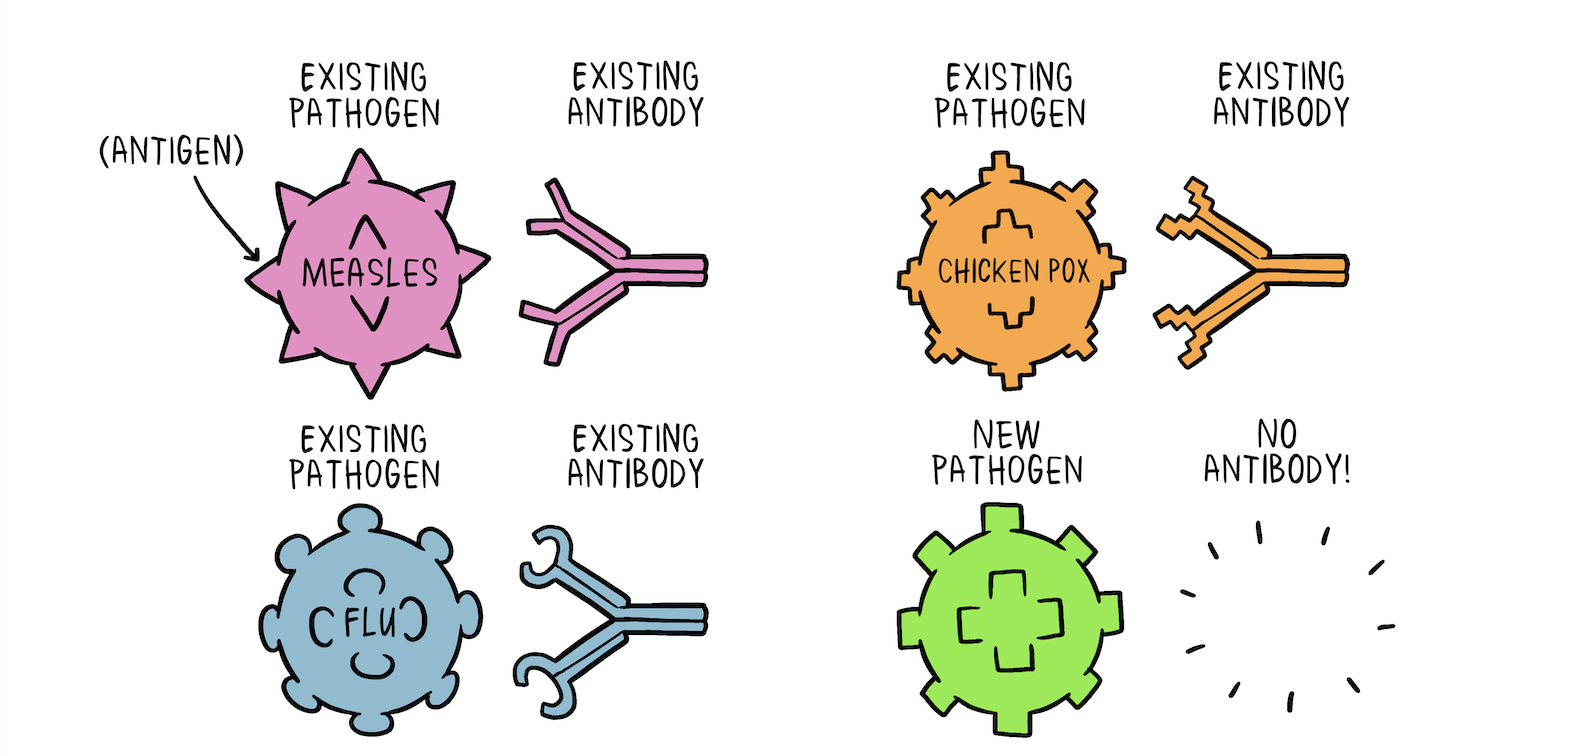 EXISTING
PATHOGEN
EXISTING
ANTIBODY
(ANTIGEN)
MEASLES
EXISTING
PATHOGEN
EXISTING
ANTIBODY
CHICKEN POX
EXISTING
PATHOGEN
EXISTING
ANTIBODY
FLU
NEW
PATHOGEN
NO
ANTIBODY!